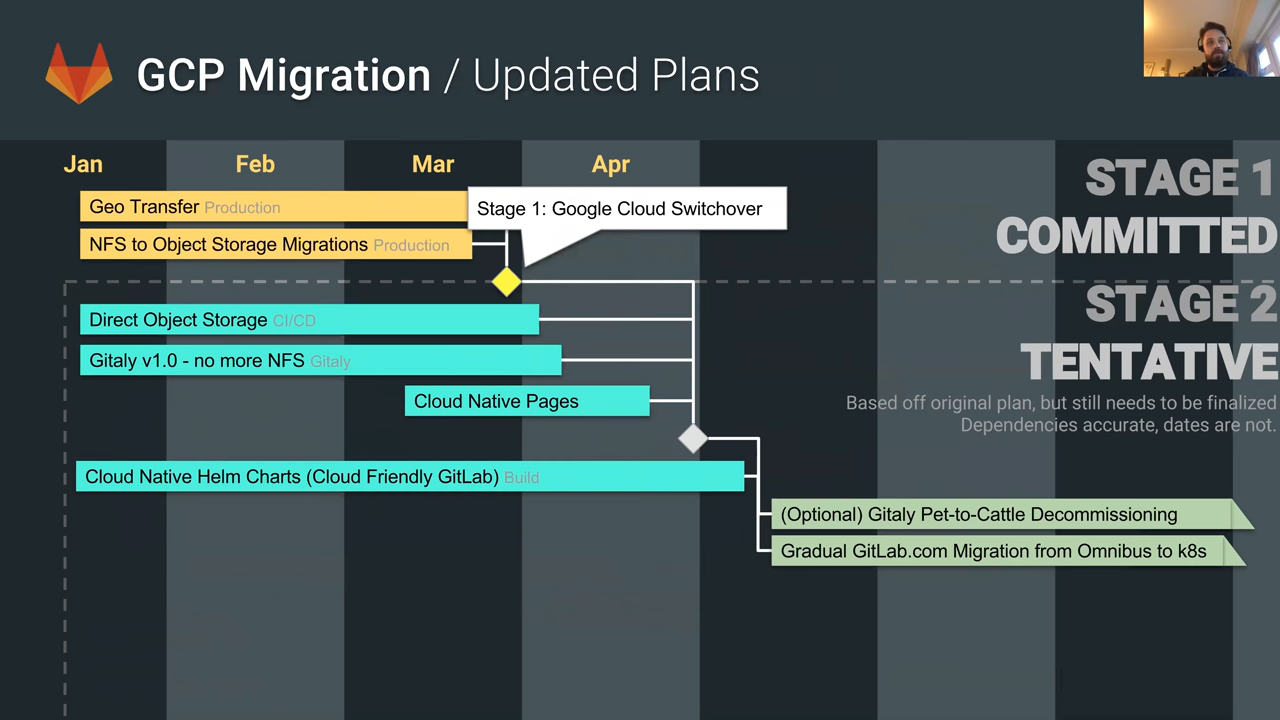 GCP Migration / Updated Plans
Jan Feb Mar Apr
Geo Transfer Production
Stage 1: Google Cloud Switchover
NFS to Object Storage Migrations Production
STAGE 1
COMMITTED
STAGE 2
TENTATIVE
Based off original plan, but still needs to be finalized
Dependencies accurate, dates are not.
Direct Object Storage CI/CD
Gitaly v1.0 - no more NFS Gitaly
Cloud Native Pages
Cloud Native Helm Charts (Cloud Friendly GitLab) Build
(Optional) Gitaly Pet-to-Cattle Decommissioning
Gradual GitLab.com Migration from Omnibus to k8s